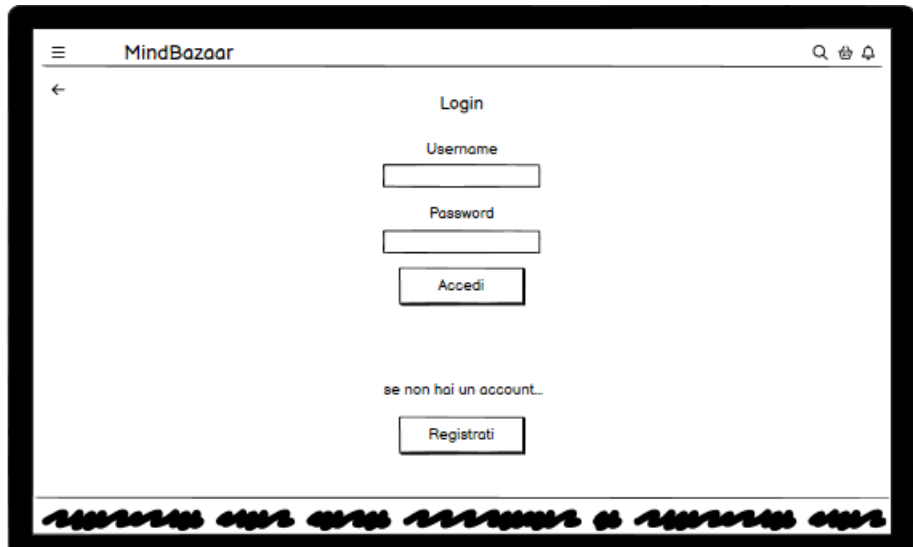 MindBazaar
Login
Username
Password
Accedi
se non hai un account...
Registrati